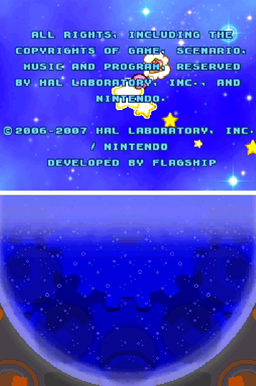 ALL RIGHTS, INCLUDING THE
COPYRIGHTS OF GAME, SCENARIO,
MUSIC AND PROGRAM, RESERVED
BY HAL LABORATORY, INC., AND
NINTENDO.
©2006-2007 HAL LABORATORY, INC.
/ NINTENDO
DEVELOPED BY FLAGSHIP